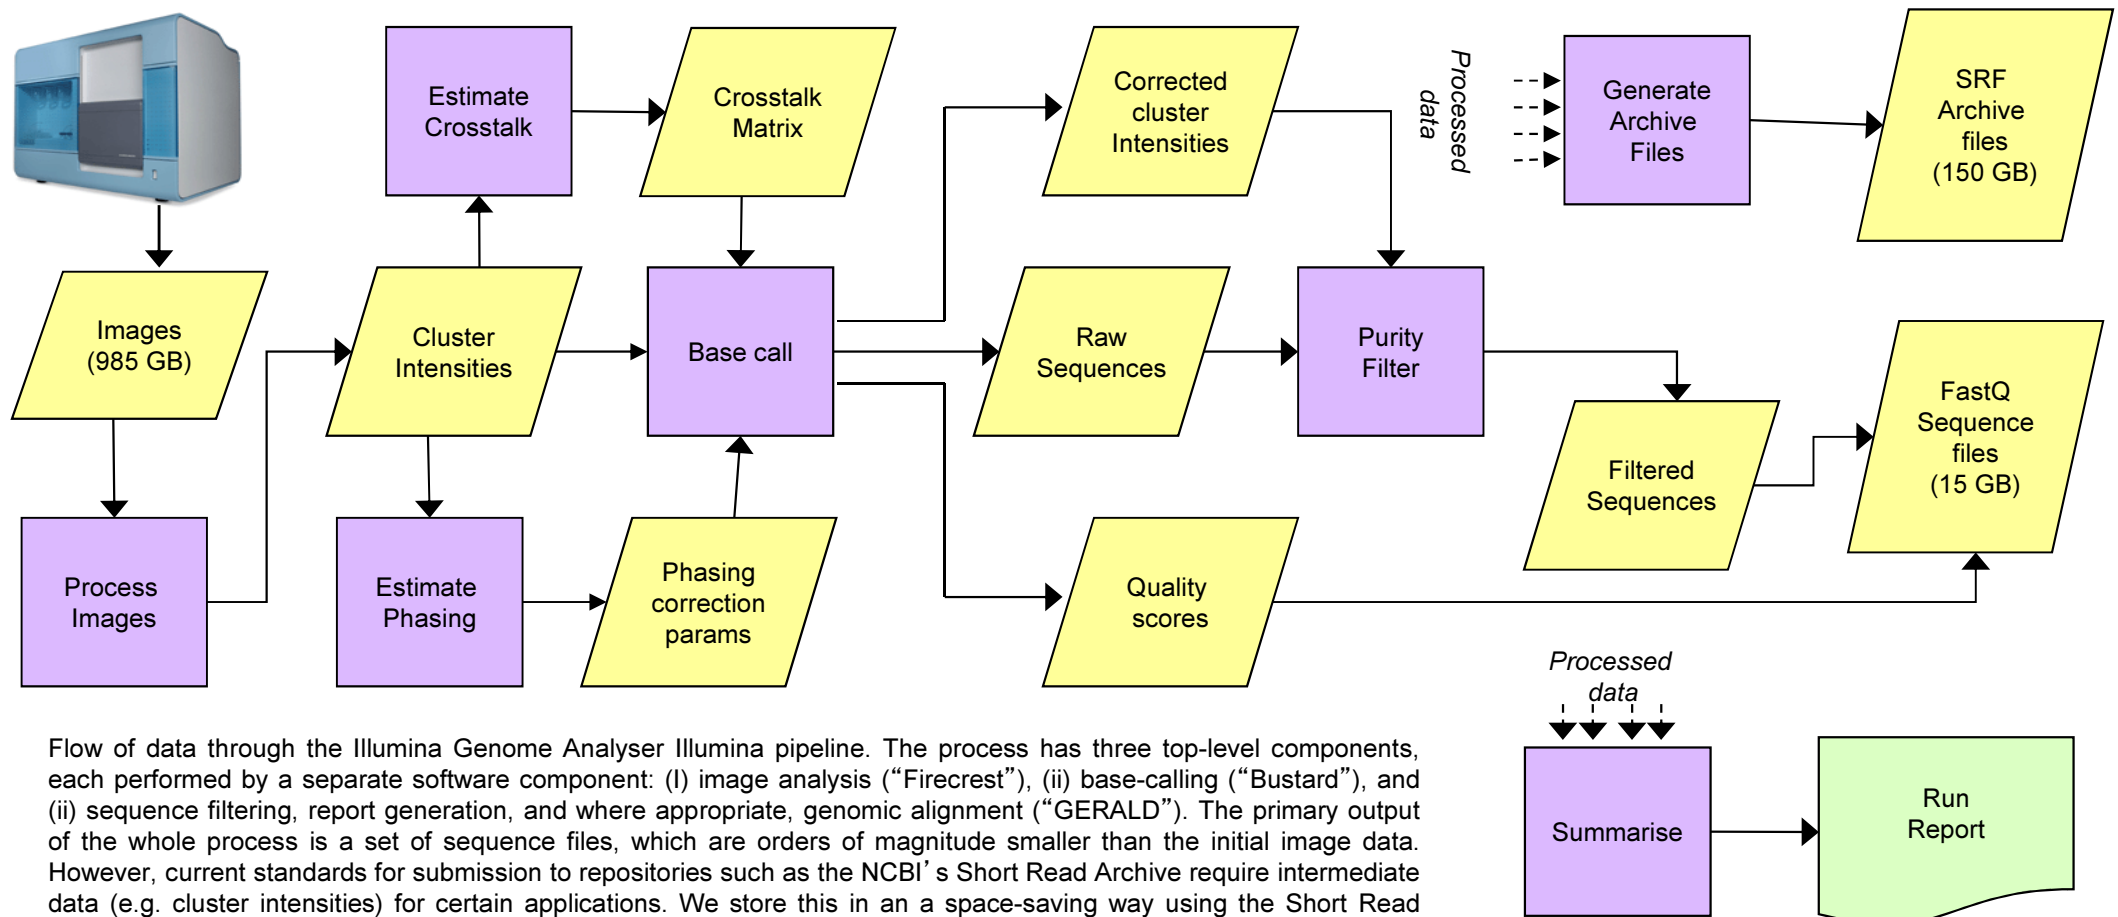 Estimate
Crosstalk
Crosstalk
Matrix
Corrected
cluster
Intensities
Processed
data
Generate
Archive
Files
SRF
Archive
files
(150 GB)
Images
(985 GB)
Cluster
Intensities
Base call
Raw
Sequences
Purity
Filter
Filtered
Sequences
FastQ
Sequence
files
(15 GB)
Process
Images
Estimate
Phasing
Phasing
correction
params
Quality
scores
Processed
data
Summarise
Run
Report
Flow of data through the Illumina Genome Analyser Illumina pipeline. The process has three top-level components,
each performed by a separate software component: (I) image analysis (“Firecrest”), (ii) base-calling (“Bustard”), and
(ii) sequence filtering, report generation, and where appropriate, genomic alignment (“GERALD”). The primary output
of the whole process is a set of sequence files, which are orders of magnitude smaller than the initial image data.
However, current standards for submission to repositories such as the NCBI’s Short Read Archive require intermediate
data (e.g. cluster intensities) for certain applications. We store this in an a space-saving way using the Short Read